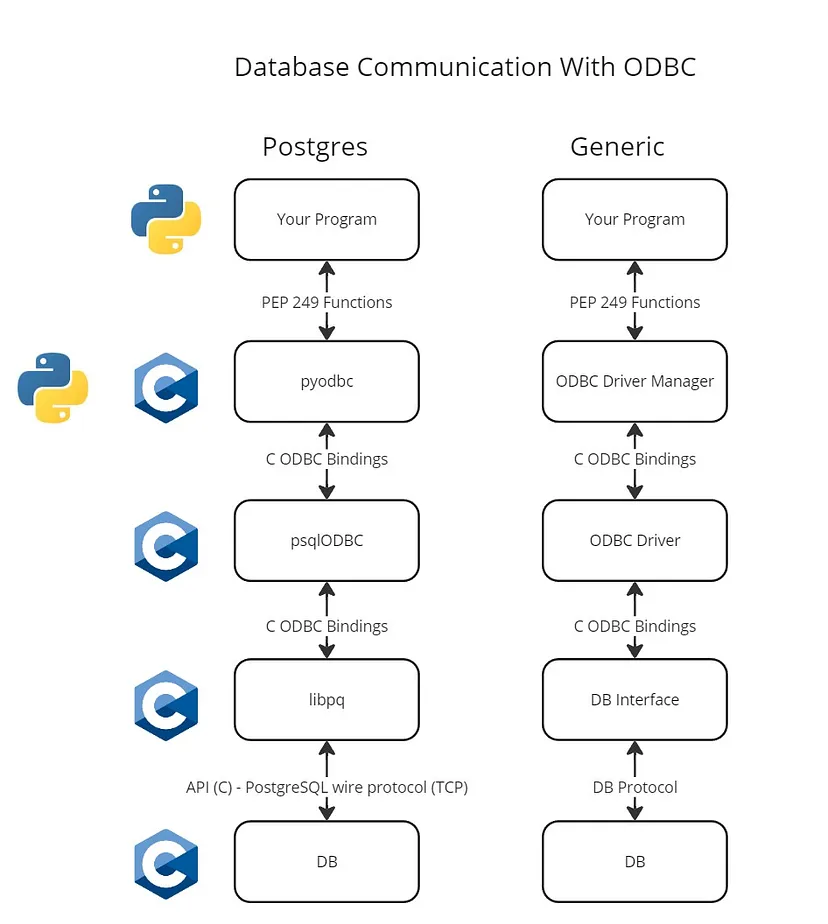 Database Communication With ODBC
Postgres
Generic
Your Program
Your Program
PEP 249 Functions
PEP 249 Functions
pyodbc
ODBC Driver Manager
C ODBC Bindings
C ODBC Bindings
psqlODBC
ODBC Driver
C ODBC Bindings
C ODBC Bindings
libpq
DB Interface
API (C) - PostgreSQL wire protocol (TCP)
DB Protocol
DB
DB
C
C
C
C